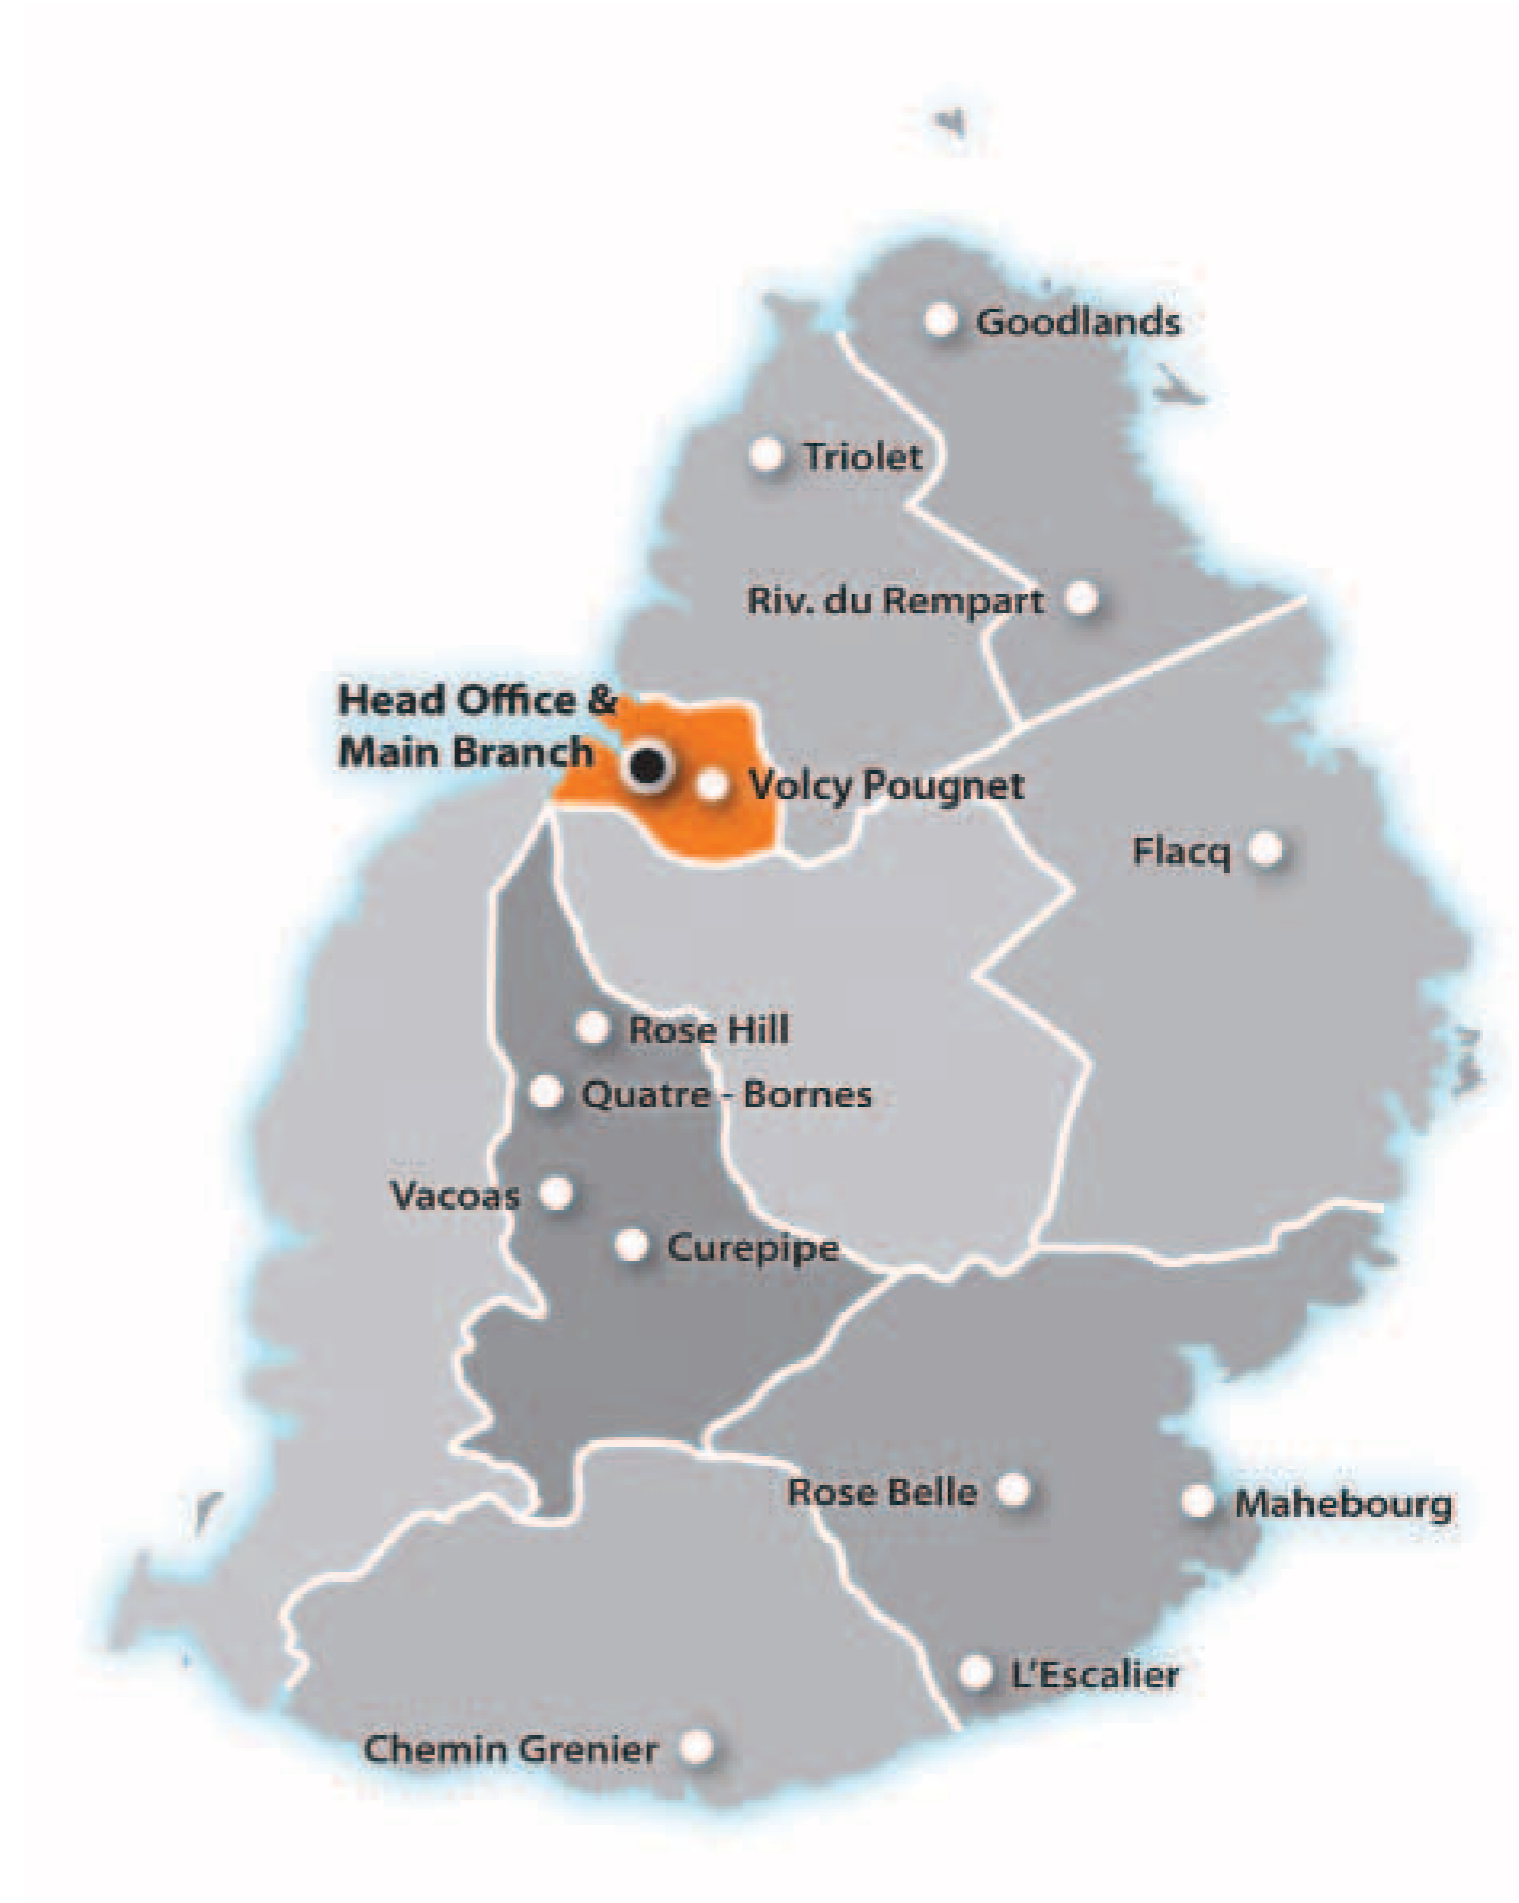 Goodlands
Triolet
Riv. du Rempart
Head Office &
Main Branch
Volcy Pougnet
Flacq
Rose Hill
Quatre - Bornes
Vacoas
Curepipe
Rose Belle
Mahebourg
L'Escalier
Chemin Grenier